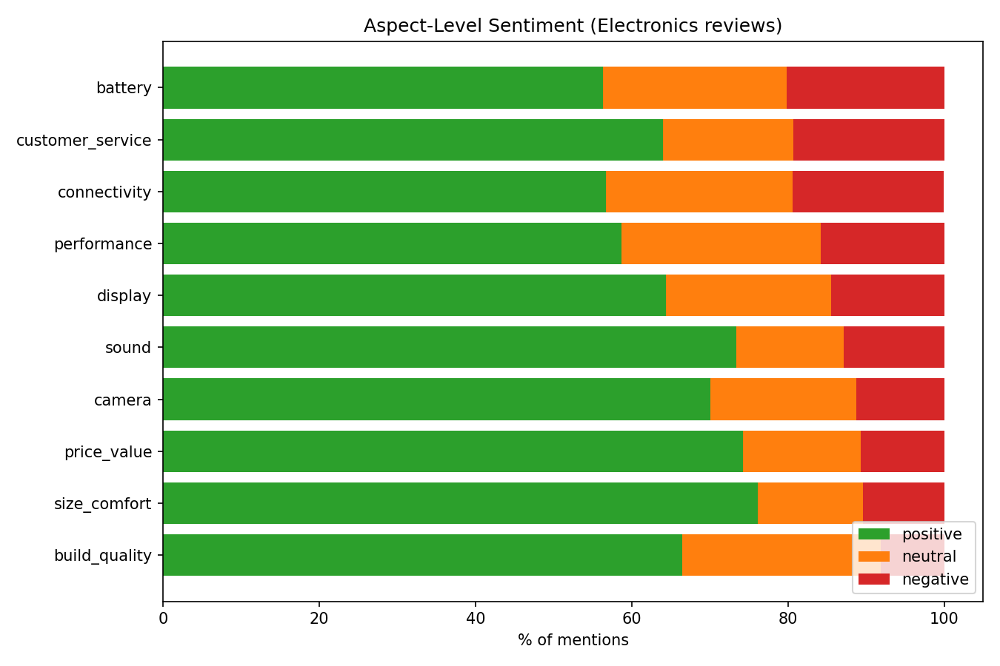 Aspect-Level Sentiment (Electronics reviews)
battery
customer_service
connectivity
performance
display
sound
camera
price_value
size_comfort
build_quality
positive
neutral
negative
0 20 40 60 80 100
% of mentions